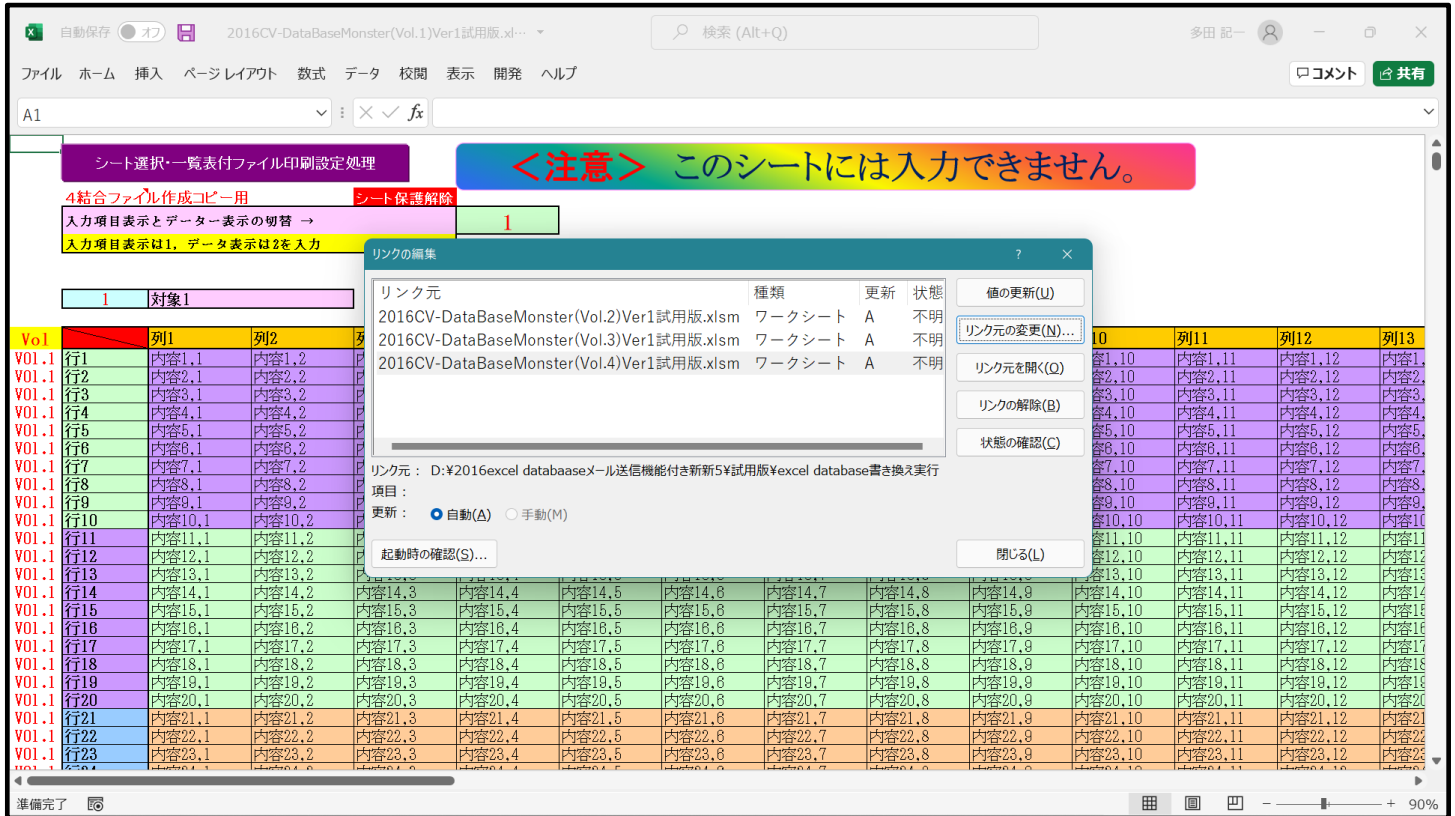 自動保存 オフ 2016CV-DataBaseMonster(Vol.1)Ver1試用版.xl… 検索 (Alt+Q) 多田 記一
ファイル ホーム 挿入 ページ レイアウト 数式 データ 校閲 表示 開発 ヘルプ コメント 共有
A1 fx
シート選択・一覧表付ファイル印刷設定処理 ＜注意＞ このシートには入力できません。
4結合ファイル作成コピー用 シート保護解除
入力項目表示とデーター表示の切替 → 1
入力項目表示は1，データ表示は2を入力
1 対象1
リンクの編集 ?
リンク元 種類 更新 状態
2016CV-DataBaseMonster(Vol.2)Ver1試用版.xlsm ワークシート A 不明
2016CV-DataBaseMonster(Vol.3)Ver1試用版.xlsm ワークシート A 不明
2016CV-DataBaseMonster(Vol.4)Ver1試用版.xlsm ワークシート A 不明
値の更新(U)
リンク元の変更(N)...
リンク元を開く(O)
リンクの解除(B)
状態の確認(C)
リンク元： D:¥2016excel databaaseメール送信機能付き新新5¥試用版¥excel database書き換え実行
項目：
更新： 自動(A) 手動(M)
起動時の確認(S)... 閉じる(L)
Vol 列1 列2 列11 列12 列13
VOl.1 行1 内容1,1 内容1,2 内容1,11 内容1,12
VOl.1 行2 内容2,1 内容2,2 内容2,11 内容2,12
VOl.1 行3 内容3,1 内容3,2 内容3,11 内容3,12
VOl.1 行4 内容4,1 内容4,2 内容4,11 内容4,12
VOl.1 行5 内容5,1 内容5,2 内容5,11 内容5,12
VOl.1 行6 内容6,1 内容6,2 内容6,11 内容6,12
VOl.1 行7 内容7,1 内容7,2 内容7,11 内容7,12
VOl.1 行8 内容8,1 内容8,2 内容8,11 内容8,12
VOl.1 行9 内容9,1 内容9,2 内容9,11 内容9,12
VOl.1 行10 内容10,1 内容10,2 内容10,11 内容10,12
VOl.1 行11 内容11,1 内容11,2 内容11,11 内容11,12
VOl.1 行12 内容12,1 内容12,2 内容12,11 内容12,12
VOl.1 行13 内容13,1 内容13,2 内容13,11 内容13,12
VOl.1 行14 内容14,1 内容14,2 内容14,3 内容14,4 内容14,5 内容14,6 内容14,7 内容14,8 内容14,9 内容14,10 内容14,11 内容14,12
VOl.1 行15 内容15,1 内容15,2 内容15,3 内容15,4 内容15,5 内容15,6 内容15,7 内容15,8 内容15,9 内容15,10 内容15,11 内容15,12
VOl.1 行16 内容16,1 内容16,2 内容16,3 内容16,4 内容16,5 内容16,6 内容16,7 内容16,8 内容16,9 内容16,10 内容16,11 内容16,12
VOl.1 行17 内容17,1 内容17,2 内容17,3 内容17,4 内容17,5 内容17,6 内容17,7 内容17,8 内容17,9 内容17,10 内容17,11 内容17,12
VOl.1 行18 内容18,1 内容18,2 内容18,3 内容18,4 内容18,5 内容18,6 内容18,7 内容18,8 内容18,9 内容18,10 内容18,11 内容18,12
VOl.1 行19 内容19,1 内容19,2 内容19,3 内容19,4 内容19,5 内容19,6 内容19,7 内容19,8 内容19,9 内容19,10 内容19,11 内容19,12
VOl.1 行20 内容20,1 内容20,2 内容20,3 内容20,4 内容20,5 内容20,6 内容20,7 内容20,8 内容20,9 内容20,10 内容20,11 内容20,12
VOl.1 行21 内容21,1 内容21,2 内容21,3 内容21,4 内容21,5 内容21,6 内容21,7 内容21,8 内容21,9 内容21,10 内容21,11 内容21,12
VOl.1 行22 内容22,1 内容22,2 内容22,3 内容22,4 内容22,5 内容22,6 内容22,7 内容22,8 内容22,9 内容22,10 内容22,11 内容22,12
VOl.1 行23 内容23,1 内容23,2 内容23,3 内容23,4 内容23,5 内容23,6 内容23,7 内容23,8 内容23,9 内容23,10 内容23,11 内容23,12
準備完了 90%